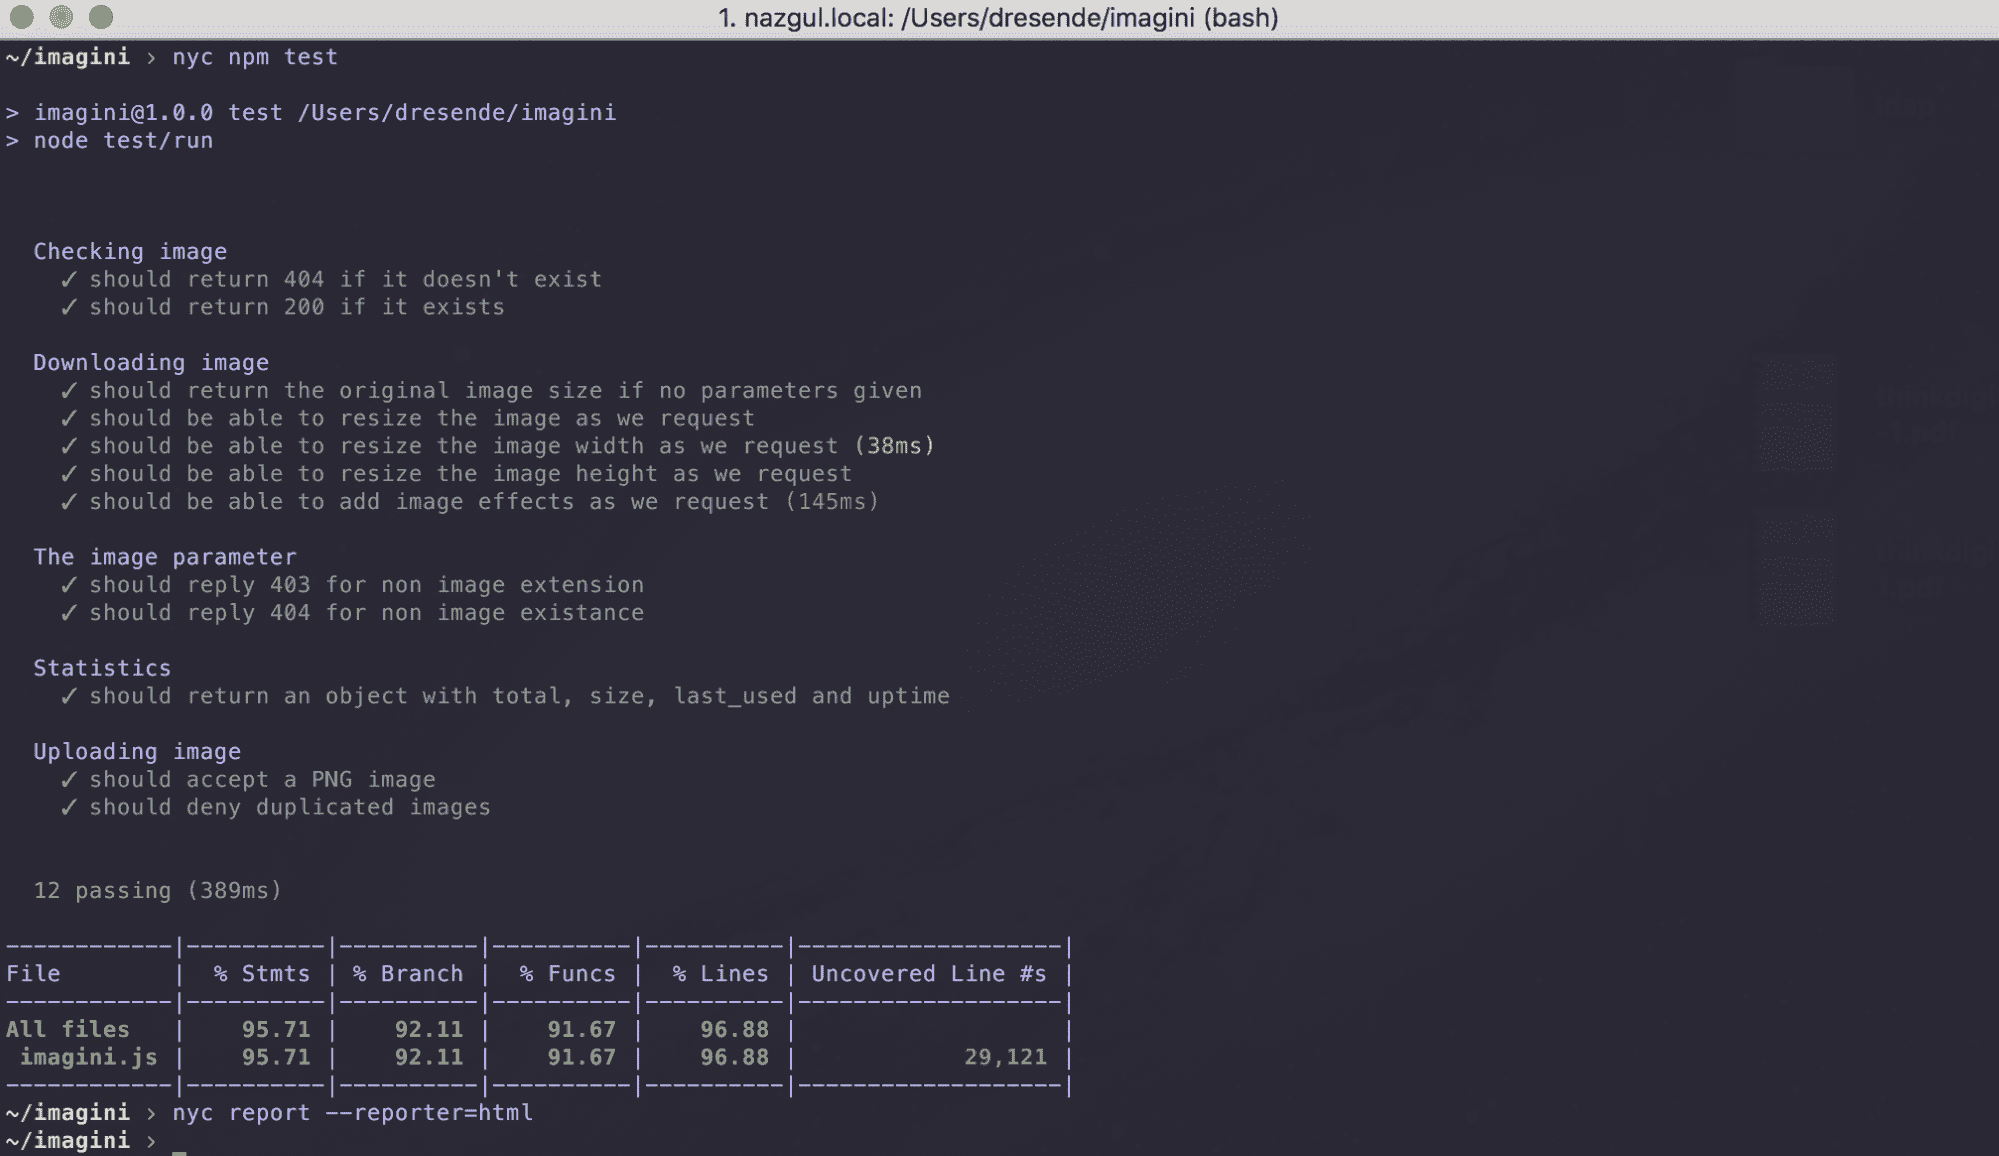 1. nazgul.local: /Users/dresende/imagini (bash)
~/imagini › nyc npm test
> imagini@1.0.0 test /Users/dresende/imagini
> node test/run
Checking image
✓ should return 404 if it doesn't exist
✓ should return 200 if it exists
Downloading image
✓ should return the original image size if no parameters given
✓ should be able to resize the image as we request
✓ should be able to resize the image width as we request (38ms)
✓ should be able to resize the image height as we request
✓ should be able to add image effects as we request (145ms)
The image parameter
✓ should reply 403 for non image extension
✓ should reply 404 for non image existance
Statistics
✓ should return an object with total, size, last_used and uptime
Uploading image
✓ should accept a PNG image
✓ should deny duplicated images
12 passing (389ms)
------------|----------|----------|----------|----------|-------------------|
File        |  % Stmts | % Branch |  % Funcs |  % Lines | Uncovered Line #s |
------------|----------|----------|----------|----------|-------------------|
All files   |    95.71 |    92.11 |    91.67 |    96.88 |                   |
 imagini.js |    95.71 |    92.11 |    91.67 |    96.88 |            29,121 |
------------|----------|----------|----------|----------|-------------------|
~/imagini › nyc report --reporter=html
~/imagini ›